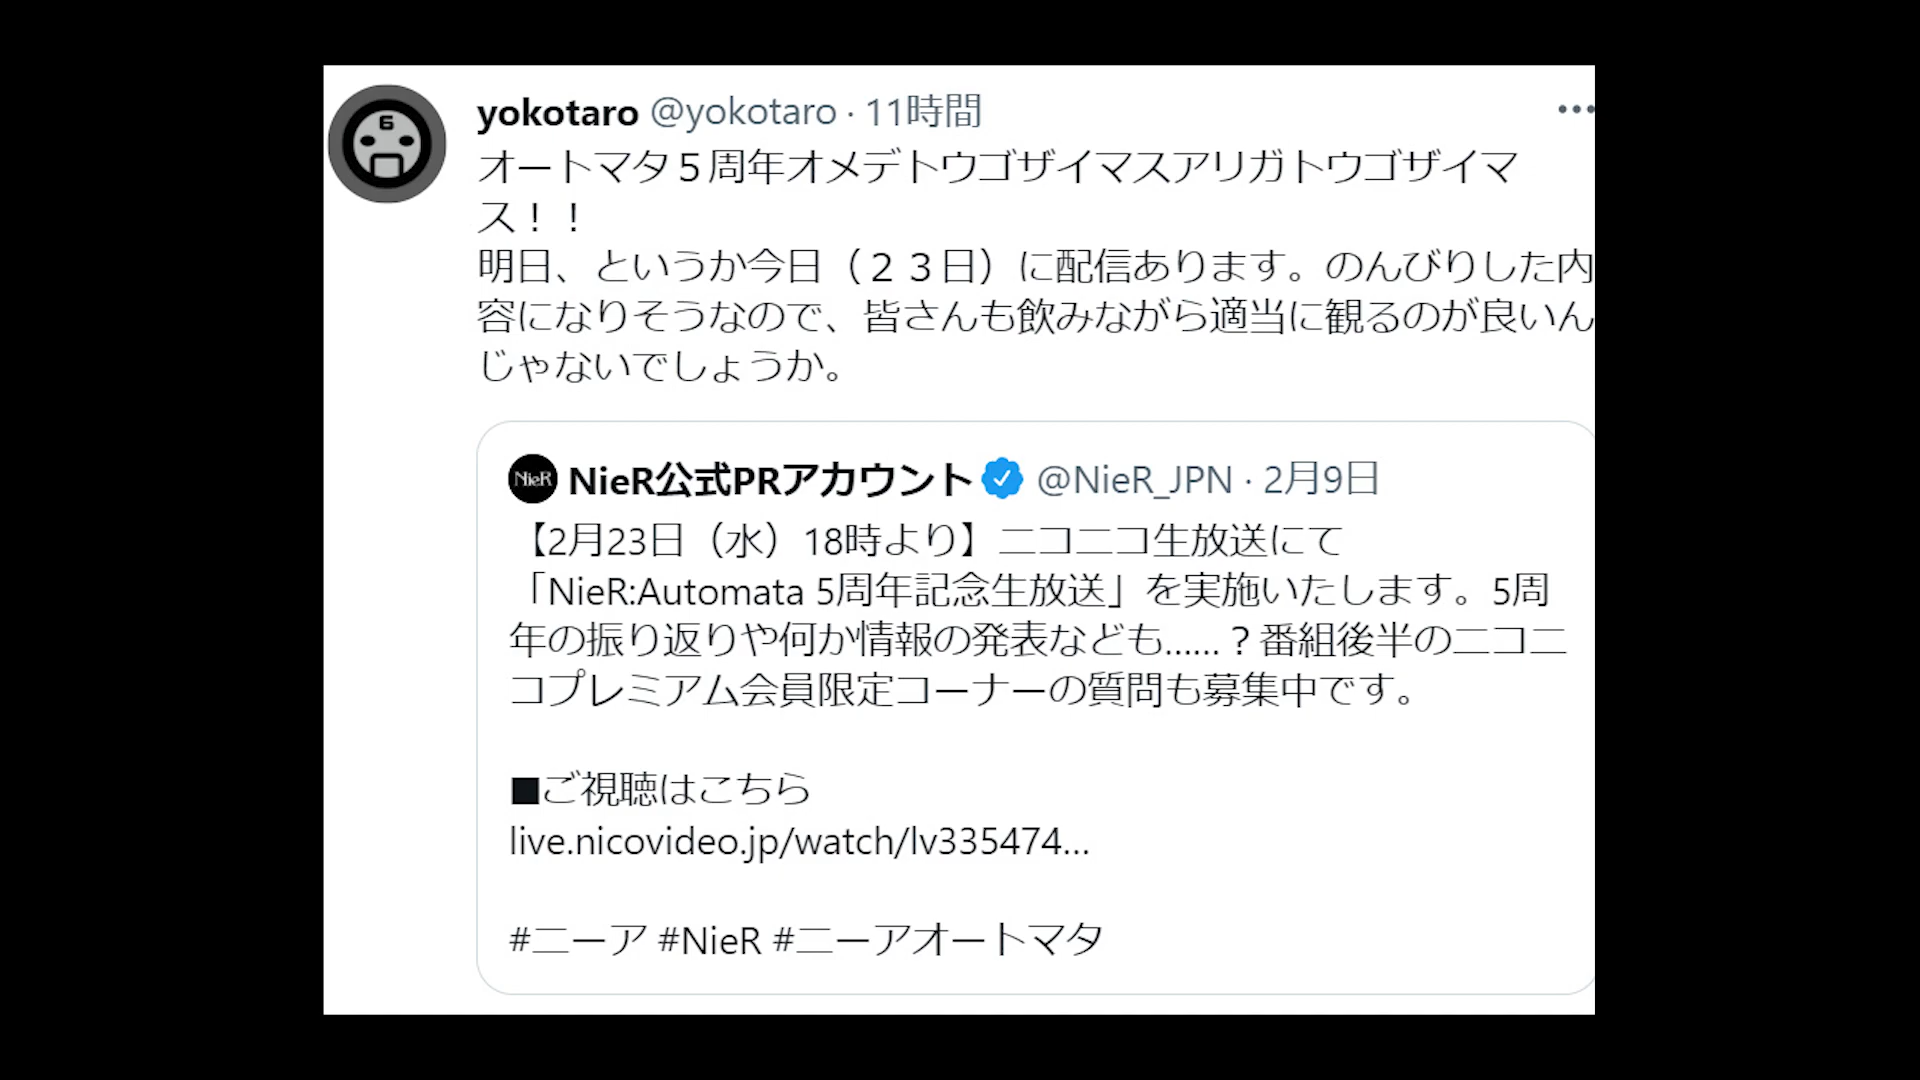 yokotaro @yokotaro · 11時間
オートマタ５周年オメデトウゴザイマスアリガトウゴザイマ
ス！！
明日、というか今日（２３日）に配信あります。のんびりした内
容になりそうなので、皆さんも飲みながら適当に観るのが良いん
じゃないでしょうか。
NieR NieR公式PRアカウント @NieR_JPN · 2月9日
【2月23日（水）18時より】ニコニコ生放送にて
「NieR:Automata 5周年記念生放送」を実施いたします。5周
年の振り返りや何か情報の発表なども……？番組後半のニコニ
コプレミアム会員限定コーナーの質問も募集中です。
■ご視聴はこちら
live.nicovideo.jp/watch/lv335474…
#ニーア #NieR #ニーアオートマタ
6